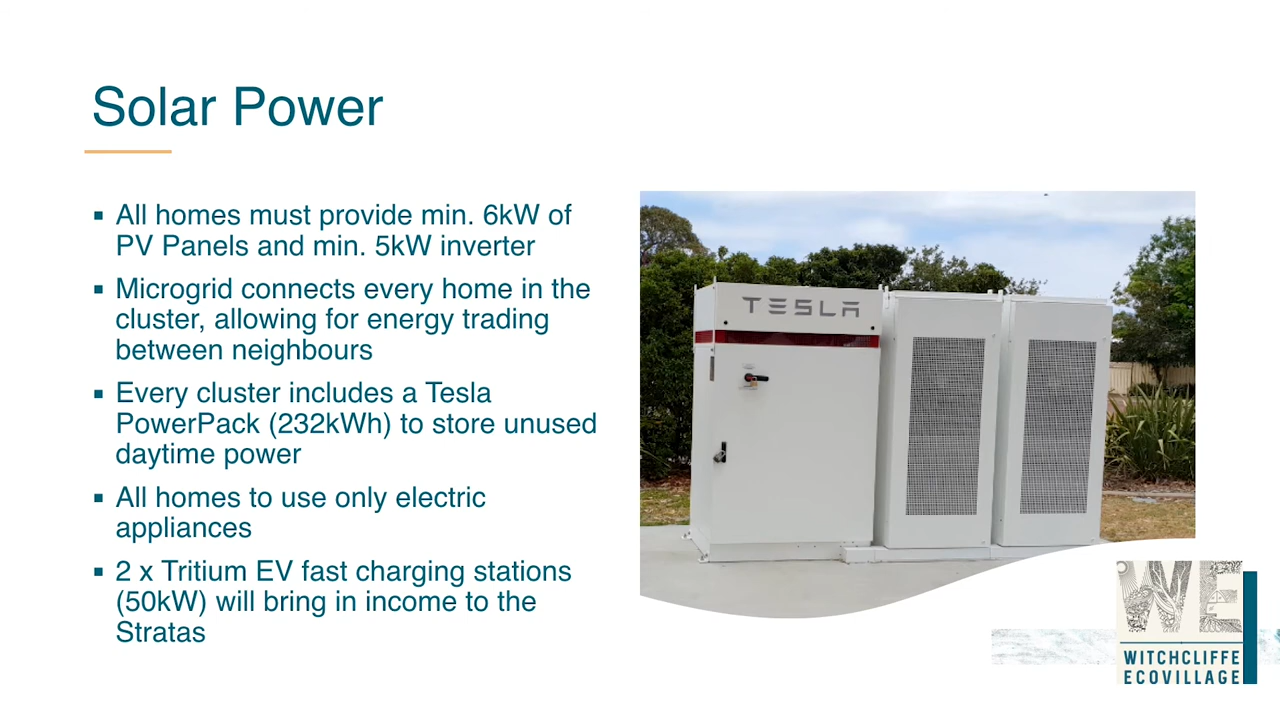 Solar Power
▪ All homes must provide min. 6kW of
PV Panels and min. 5kW inverter
▪ Microgrid connects every home in the
cluster, allowing for energy trading
between neighbours
▪ Every cluster includes a Tesla
PowerPack (232kWh) to store unused
daytime power
▪ All homes to use only electric
appliances
▪ 2 x Tritium EV fast charging stations
(50kW) will bring in income to the
Stratas
TESLA
WE
WITCHCLIFFE
ECOVILLAGE